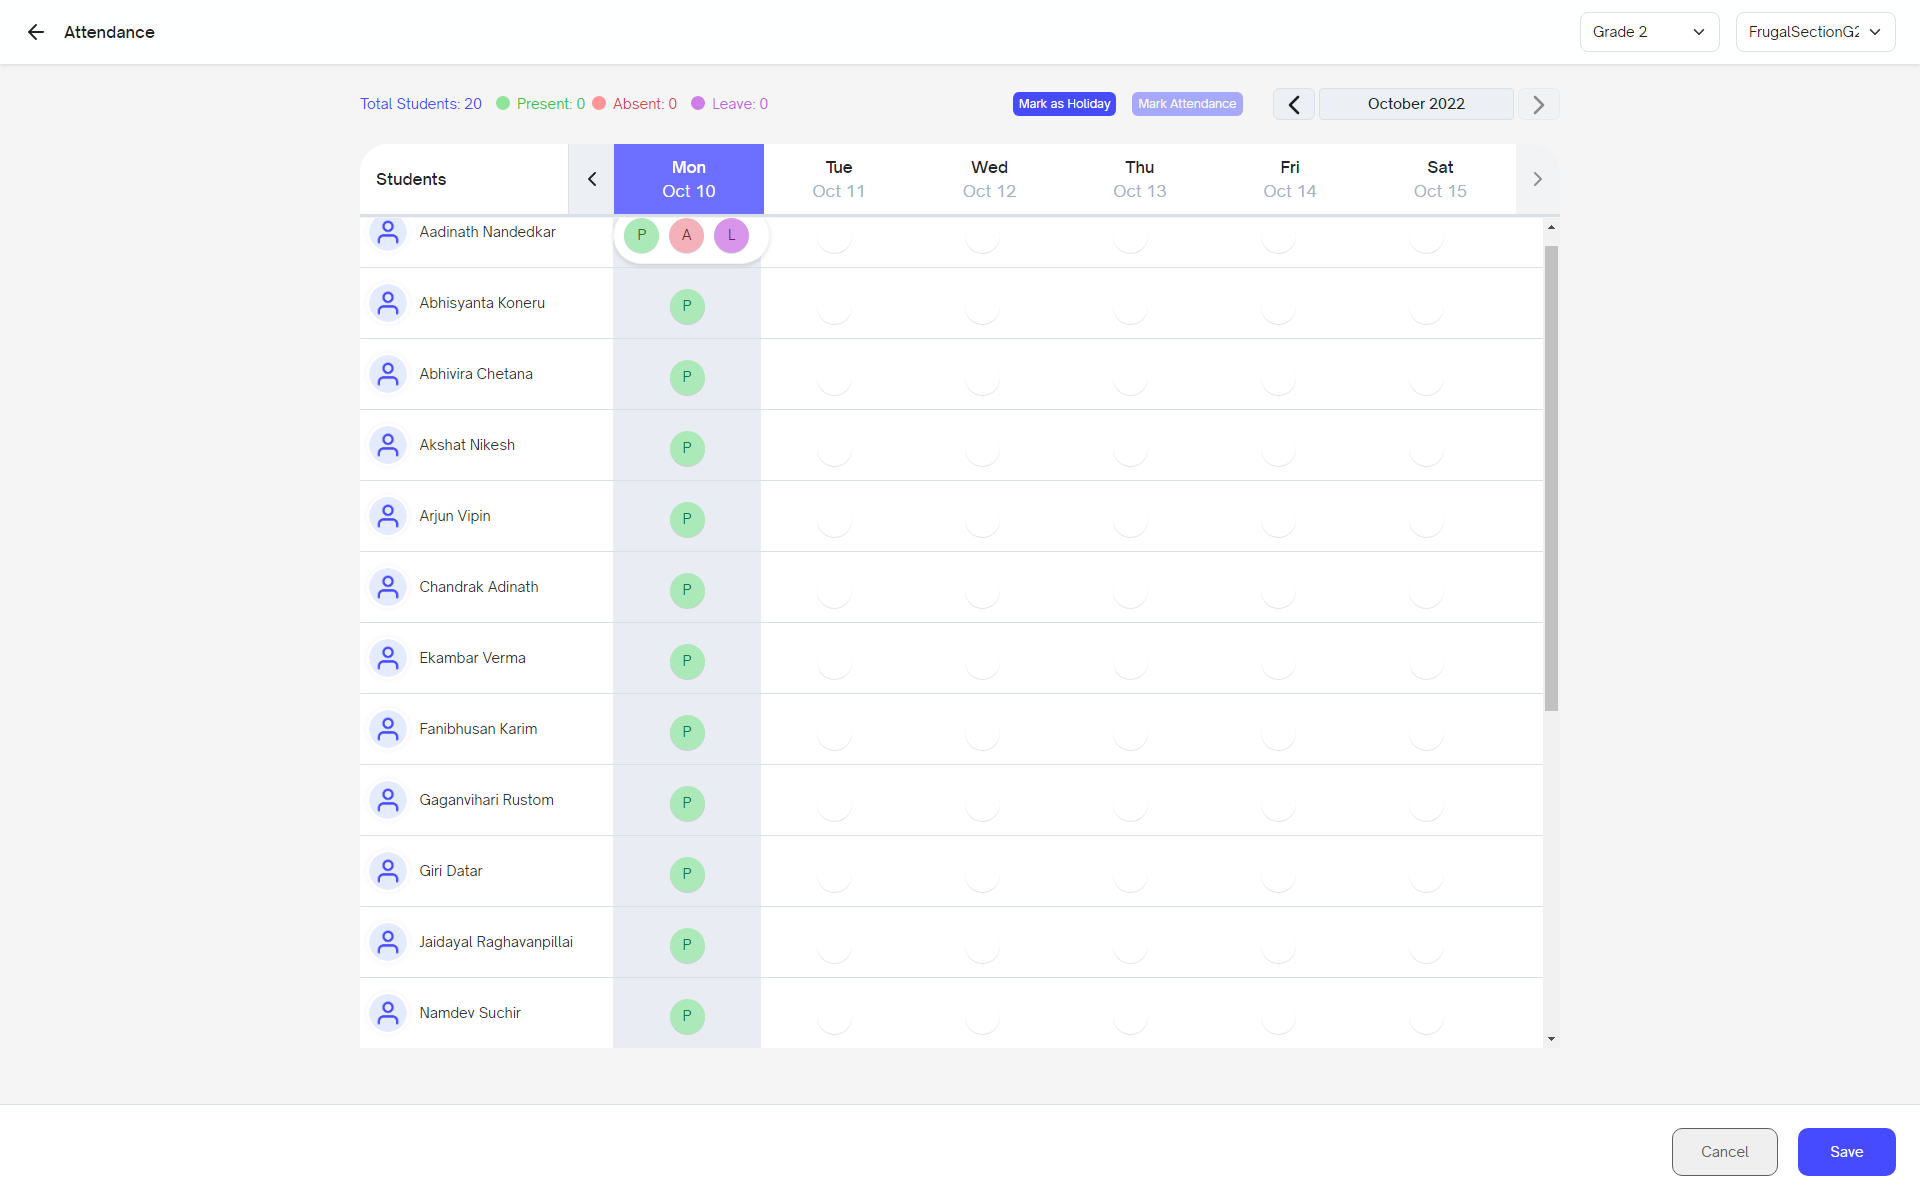 Attendance
Grade 2
FrugalSectionG2
Total Students: 20 Present: 0 Absent: 0 Leave: 0
Mark as Holiday
Mark Attendance
October 2022
Students
Mon
Oct 10
Tue
Oct 11
Wed
Oct 12
Thu
Oct 13
Fri
Oct 14
Sat
Oct 15
Aadinath Nandedkar P A L
Abhisyanta Koneru P
Abhivira Chetana P
Akshat Nikesh P
Arjun Vipin P
Chandrak Adinath P
Ekambar Verma P
Fanibhusan Karim P
Gaganvihari Rustom P
Giri Datar P
Jaidayal Raghavanpillai P
Namdev Suchir P
Cancel
Save